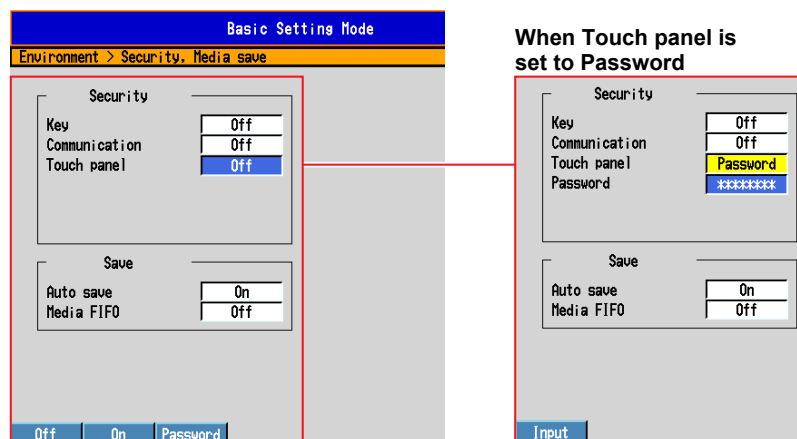 Basic Setting Mode
Environment > Security, Media save
Security
Key Off
Communication Off
Touch panel Off
Save
Auto save On
Media FIFO Off
Off On Password
When Touch panel is
set to Password
Security
Key Off
Communication Off
Touch panel Password
Password ********
Save
Auto save On
Media FIFO Off
Input